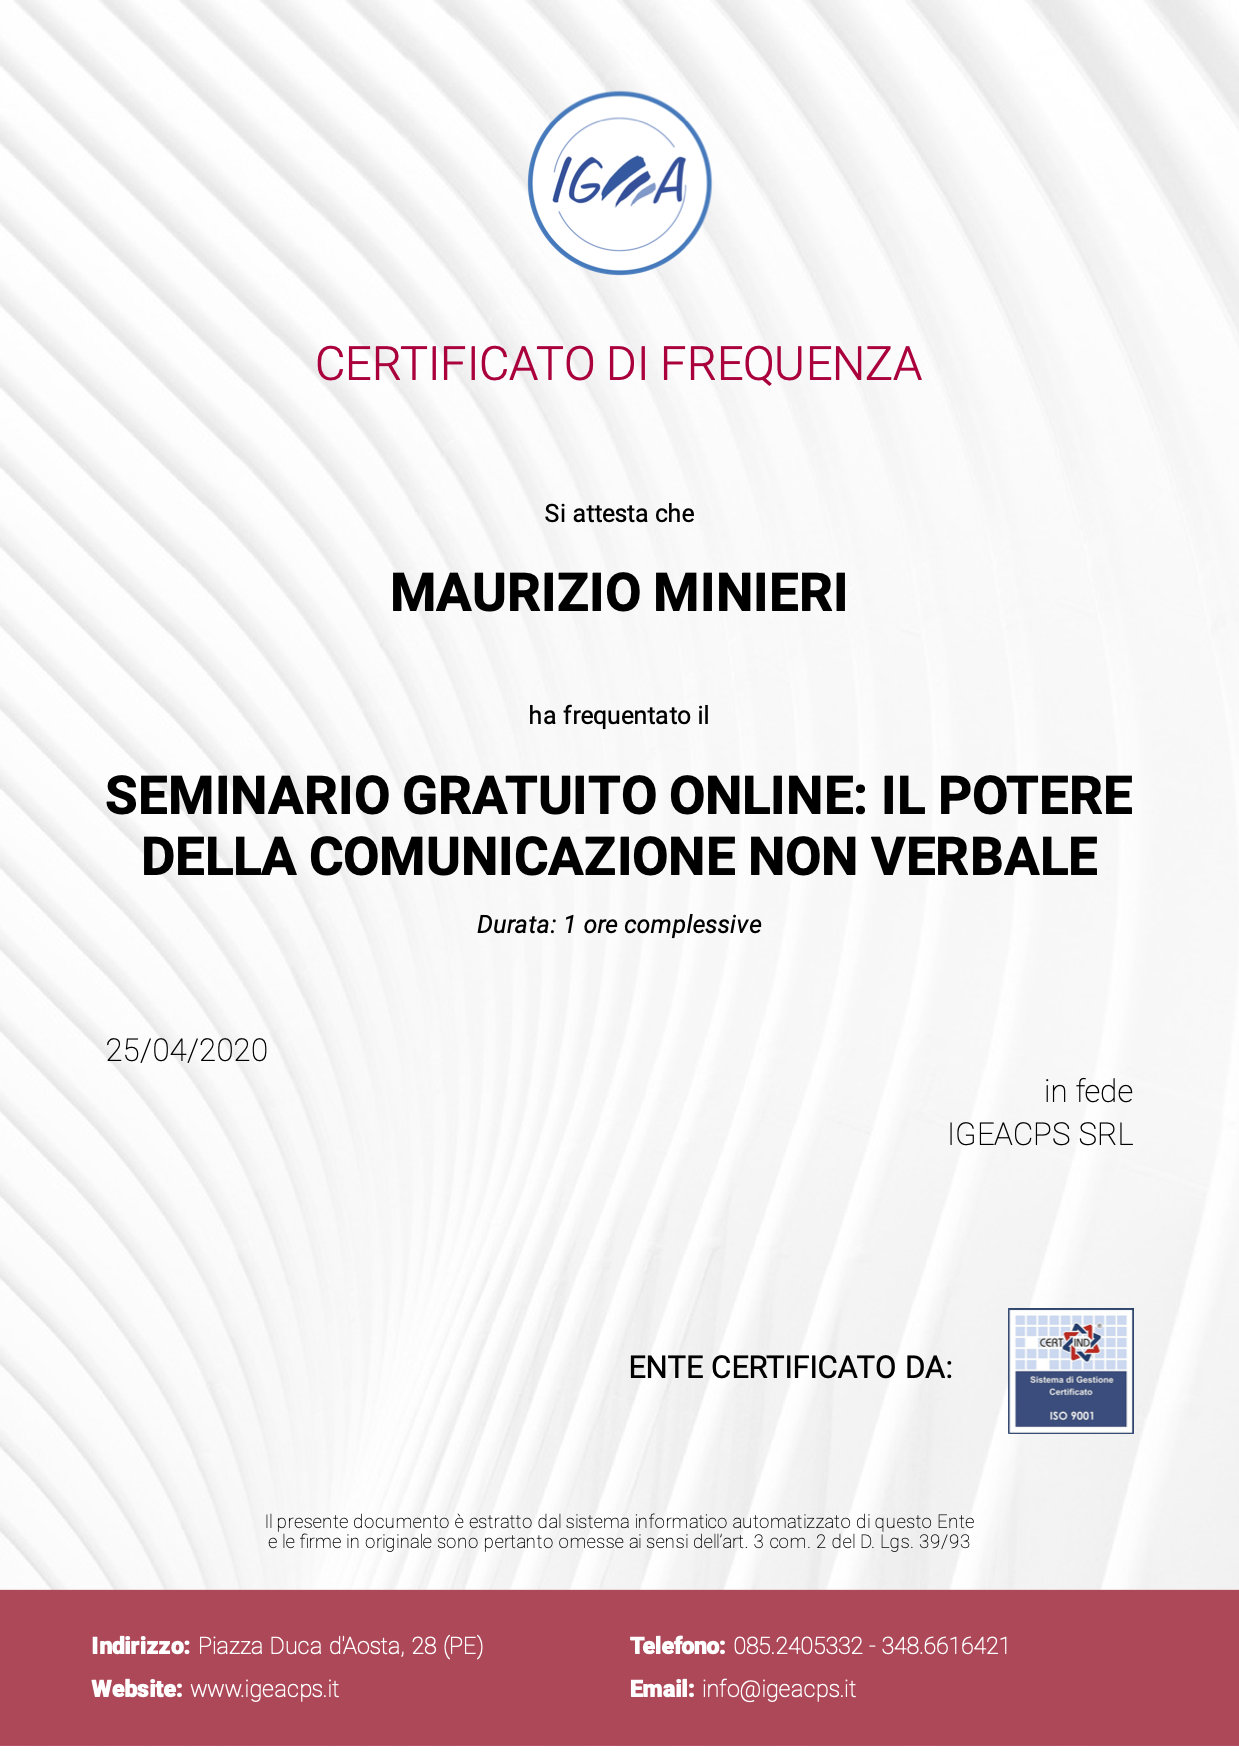 IGEA
CERTIFICATO DI FREQUENZA
Si attesta che
MAURIZIO MINIERI
ha frequentato il
SEMINARIO GRATUITO ONLINE: IL POTERE
DELLA COMUNICAZIONE NON VERBALE
Durata: 1 ore complessive
25/04/2020
in fede
IGEACPS SRL
ENTE CERTIFICATO DA:
CERT IND
Sistema di Gestione
Certificato
ISO 9001
Il presente documento è estratto dal sistema informatico automatizzato di questo Ente
e le firme in originale sono pertanto omesse ai sensi dell'art. 3 com. 2 del D. Lgs. 39/93
Indirizzo: Piazza Duca d'Aosta, 28 (PE)
Telefono: 085.2405332 - 348.6616421
Website: www.igeacps.it
Email: info@igeacps.it